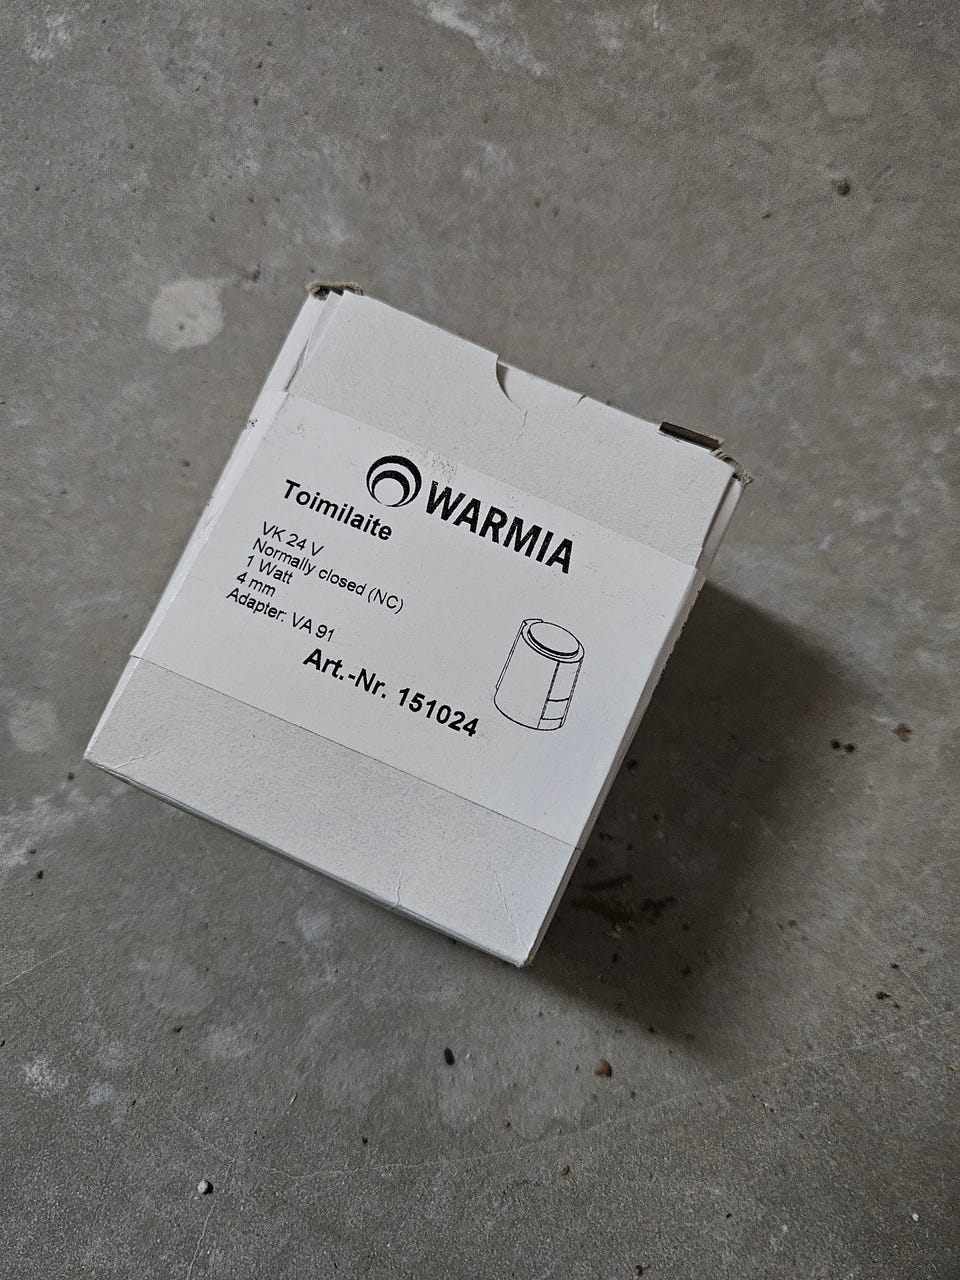 WARMIA
Toimilaite
VK 24 V
Normally closed (NC)
1 Watt
4 mm
Adapter: VA 91
Art.-Nr. 151024